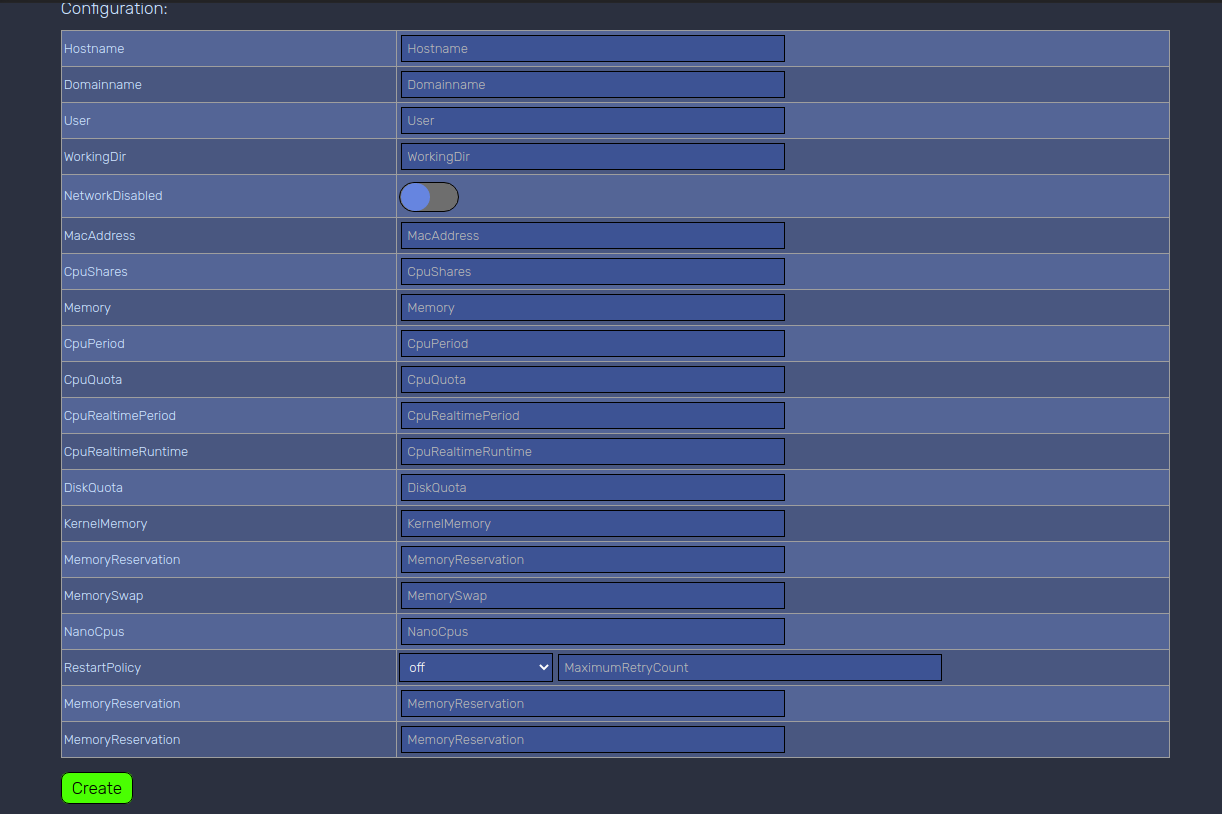 Configuration:
Hostname Hostname
Domainname Domainname
User User
WorkingDir WorkingDir
NetworkDisabled
MacAddress MacAddress
CpuShares CpuShares
Memory Memory
CpuPeriod CpuPeriod
CpuQuota CpuQuota
CpuRealtimePeriod CpuRealtimePeriod
CpuRealtimeRuntime CpuRealtimeRuntime
DiskQuota DiskQuota
KernelMemory KernelMemory
MemoryReservation MemoryReservation
MemorySwap MemorySwap
NanoCpus NanoCpus
RestartPolicy off MaximumRetryCount
MemoryReservation MemoryReservation
MemoryReservation MemoryReservation
Create